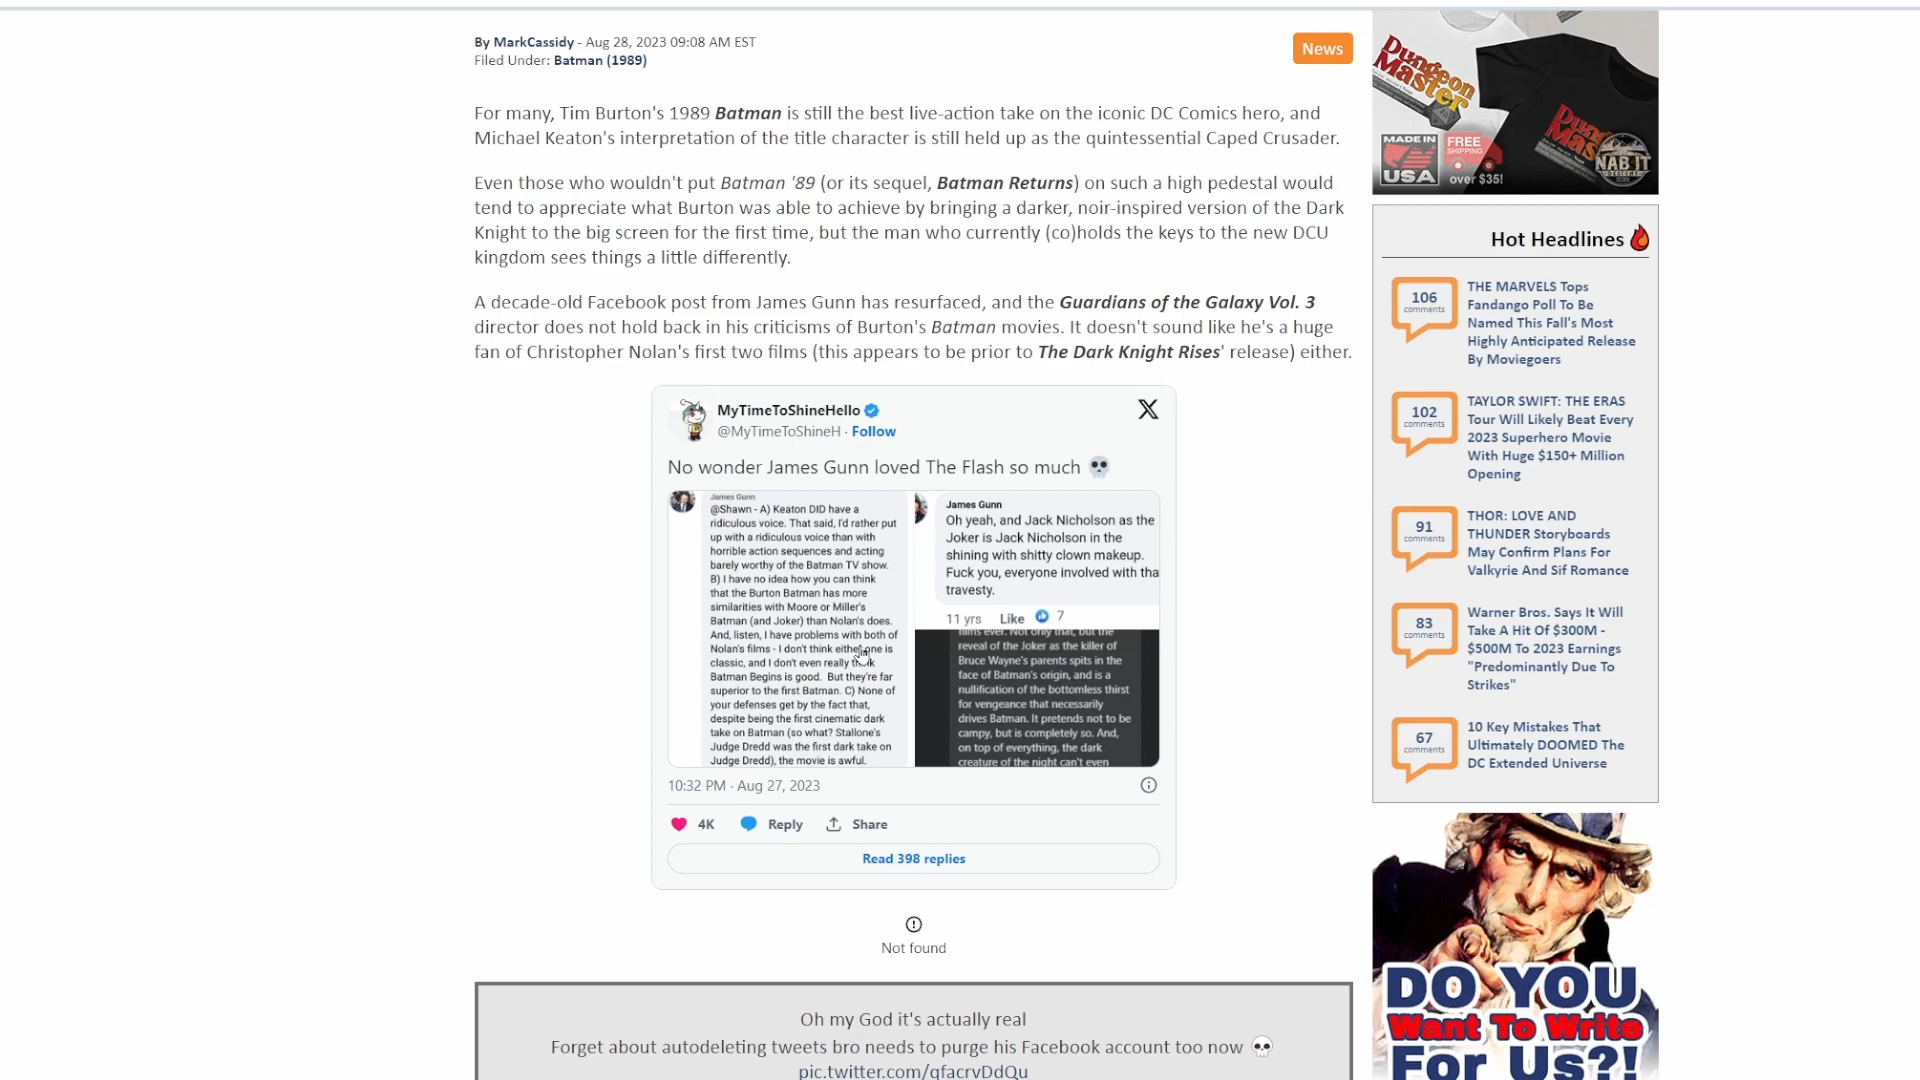 By MarkCassidy - Aug 28, 2023 09:08 AM EST
Filed Under: Batman (1989)
News
For many, Tim Burton's 1989 Batman is still the best live-action take on the iconic DC Comics hero, and
Michael Keaton's interpretation of the title character is still held up as the quintessential Caped Crusader.
Even those who wouldn't put Batman '89 (or its sequel, Batman Returns) on such a high pedestal would
tend to appreciate what Burton was able to achieve by bringing a darker, noir-inspired version of the Dark
Knight to the big screen for the first time, but the man who currently (co)holds the keys to the new DCU
kingdom sees things a little differently.
A decade-old Facebook post from James Gunn has resurfaced, and the Guardians of the Galaxy Vol. 3
director does not hold back in his criticisms of Burton's Batman movies. It doesn't sound like he's a huge
fan of Christopher Nolan's first two films (this appears to be prior to The Dark Knight Rises' release) either.
MyTimeToShineHello
@MyTimeToShineH · Follow
No wonder James Gunn loved The Flash so much
James Gunn
@Shawn - A) Keaton DID have a
ridiculous voice. That said, I'd rather put
up with a ridiculous voice than with
horrible action sequences and acting
barely worthy of the Batman TV show.
B) I have no idea how you can think
that the Burton Batman has more
similarities with Moore or Miller's
Batman (and Joker) than Nolan's does.
And, listen, I have problems with both of
Nolan's films - I don't think either one is
classic, and I don't even really think
Batman Begins is good. But they're far
superior to the first Batman. C) None of
your defenses get by the fact that,
despite being the first cinematic dark
take on Batman (so what? Stallone's
Judge Dredd was the first dark take on
Judge Dredd), the movie is awful.
James Gunn
Oh yeah, and Jack Nicholson as the
Joker is Jack Nicholson in the
shining with shitty clown makeup.
Fuck you, everyone involved with tha
travesty.
11 yrs Like 7
films ever. Not only that, but the
reveal of the Joker as the killer of
Bruce Wayne's parents spits in the
face of Batman's origin, and is a
nullification of the bottomless thirst
for vengeance that necessarily
drives Batman. It pretends not to be
campy, but is completely so. And,
on top of everything, the dark
creature of the night can't even
10:32 PM · Aug 27, 2023
4K Reply Share
Read 398 replies
Not found
Oh my God it's actually real
Forget about autodeleting tweets bro needs to purge his Facebook account too now
pic.twitter.com/qfacrvDdQu
Dungeon
Master
MADE IN
USA
FREE
SHIPPING
over $35!
NAB IT
DESIGNS
Hot Headlines
106
comments
THE MARVELS Tops
Fandango Poll To Be
Named This Fall's Most
Highly Anticipated Release
By Moviegoers
102
comments
TAYLOR SWIFT: THE ERAS
Tour Will Likely Beat Every
2023 Superhero Movie
With Huge $150+ Million
Opening
91
comments
THOR: LOVE AND
THUNDER Storyboards
May Confirm Plans For
Valkyrie And Sif Romance
83
comments
Warner Bros. Says It Will
Take A Hit Of $300M -
$500M To 2023 Earnings
"Predominantly Due To
Strikes"
67
comments
10 Key Mistakes That
Ultimately DOOMED The
DC Extended Universe
DO YOU
Want To Write
For Us?!